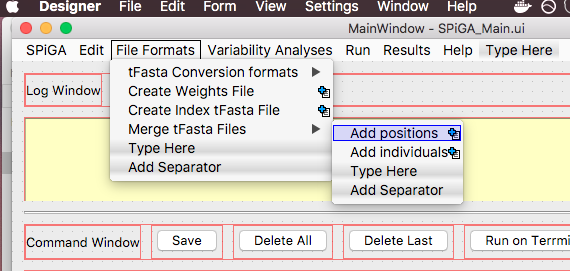 Designer File Edit Form View Settings Window Help
MainWindow - SPiGA_Main.ui
SPiGA Edit File Formats Variability Analyses Run Results Help Type Here
Log Window
tFasta Conversion formats
Create Weights File
Create Index tFasta File
Merge tFasta Files
Type Here
Add Separator
Add positions
Add individuals
Type Here
Add Separator
Command Window Save Delete All Delete Last Run on Terrmi